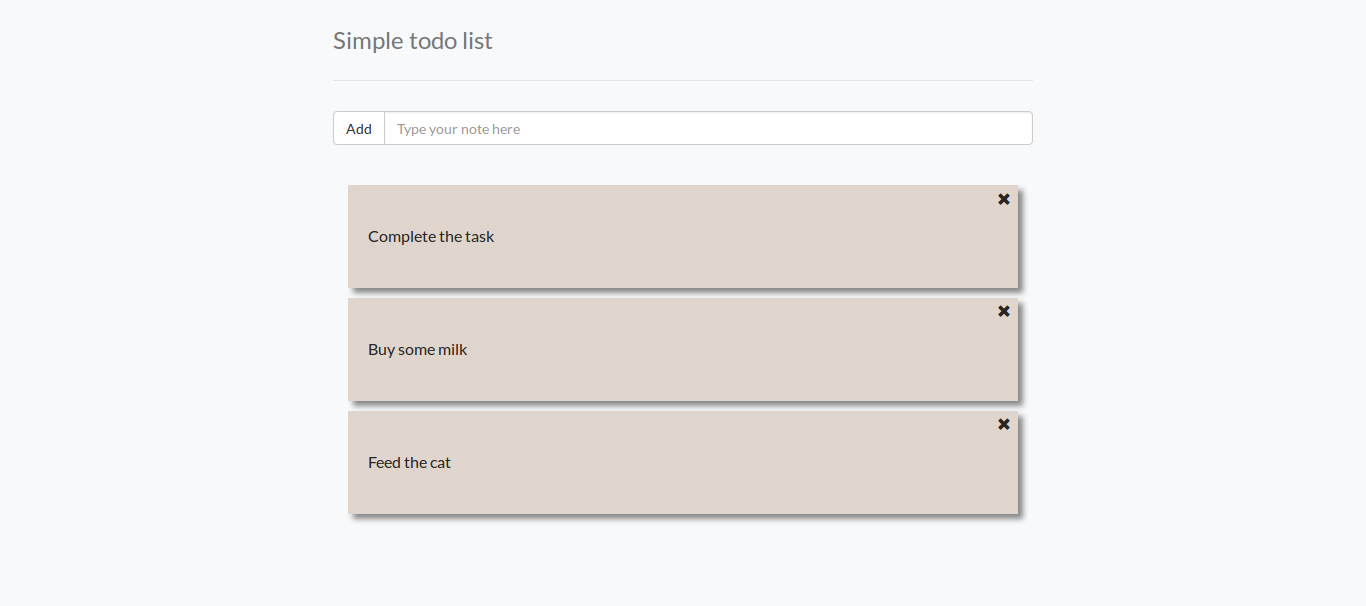 Simple todo list
Add Type your note here
Complete the task
Buy some milk
Feed the cat